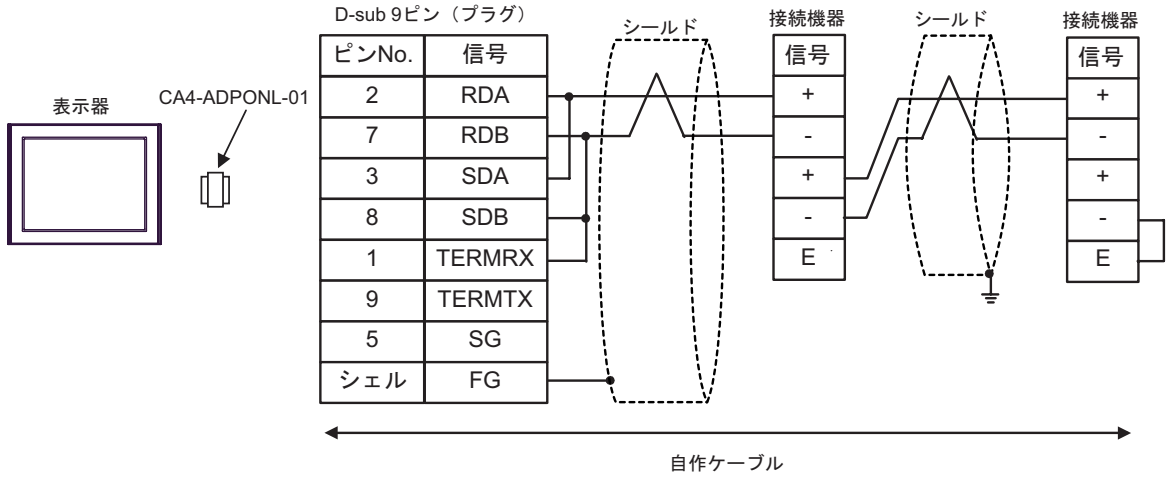 表示器
CA4-ADPONL-01
D-sub 9ピン（プラグ）
ピンNo. 信号
2 RDA
7 RDB
3 SDA
8 SDB
1 TERMRX
9 TERMTX
5 SG
シェル FG
シールド
接続機器
信号
+
-
+
-
E
シールド
接続機器
信号
+
-
+
-
E
自作ケーブル